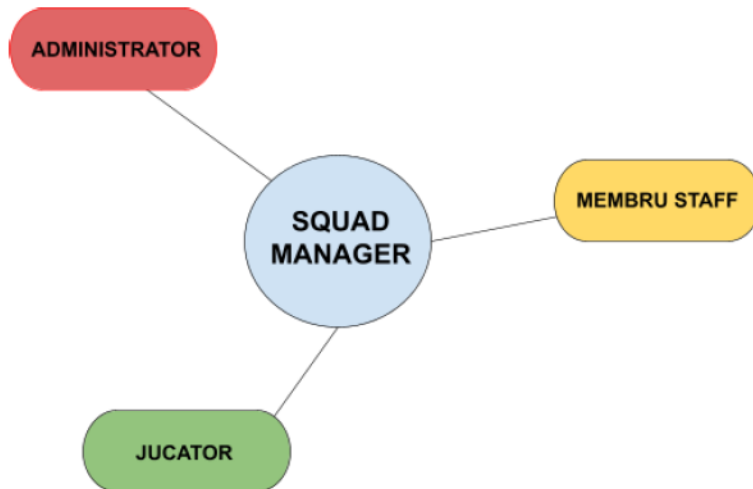 ADMINISTRATOR
MEMBRU STAFF
SQUAD
MANAGER
JUCATOR